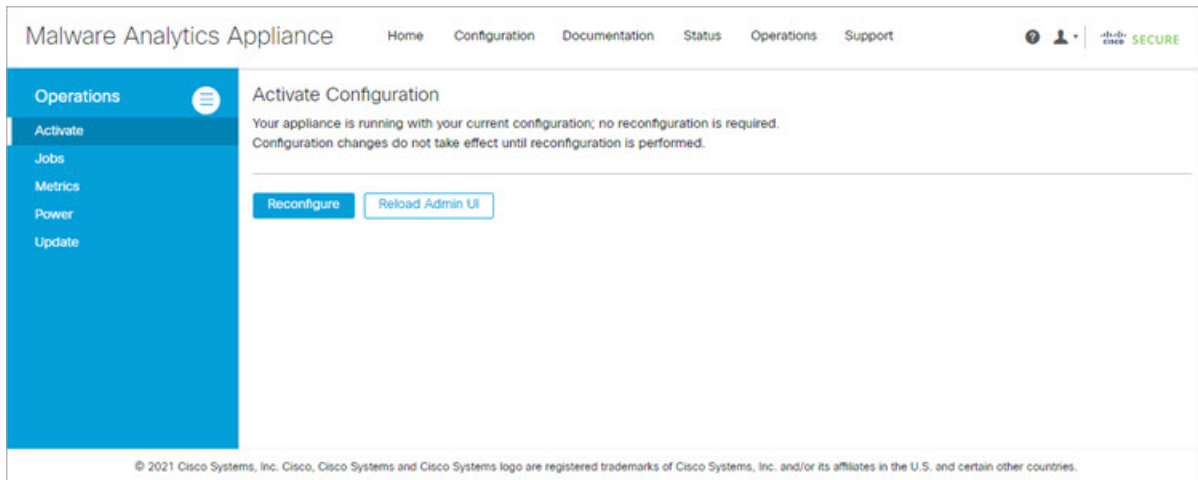 Malware Analytics Appliance
Home Configuration Documentation Status Operations Support
cisco SECURE
Operations
Activate
Jobs
Metrics
Power
Update
Activate Configuration
Your appliance is running with your current configuration; no reconfiguration is required.
Configuration changes do not take effect until reconfiguration is performed.
Reconfigure Reload Admin UI
© 2021 Cisco Systems, Inc. Cisco, Cisco Systems and Cisco Systems logo are registered trademarks of Cisco Systems, Inc. and/or its affiliates in the U.S. and certain other countries.